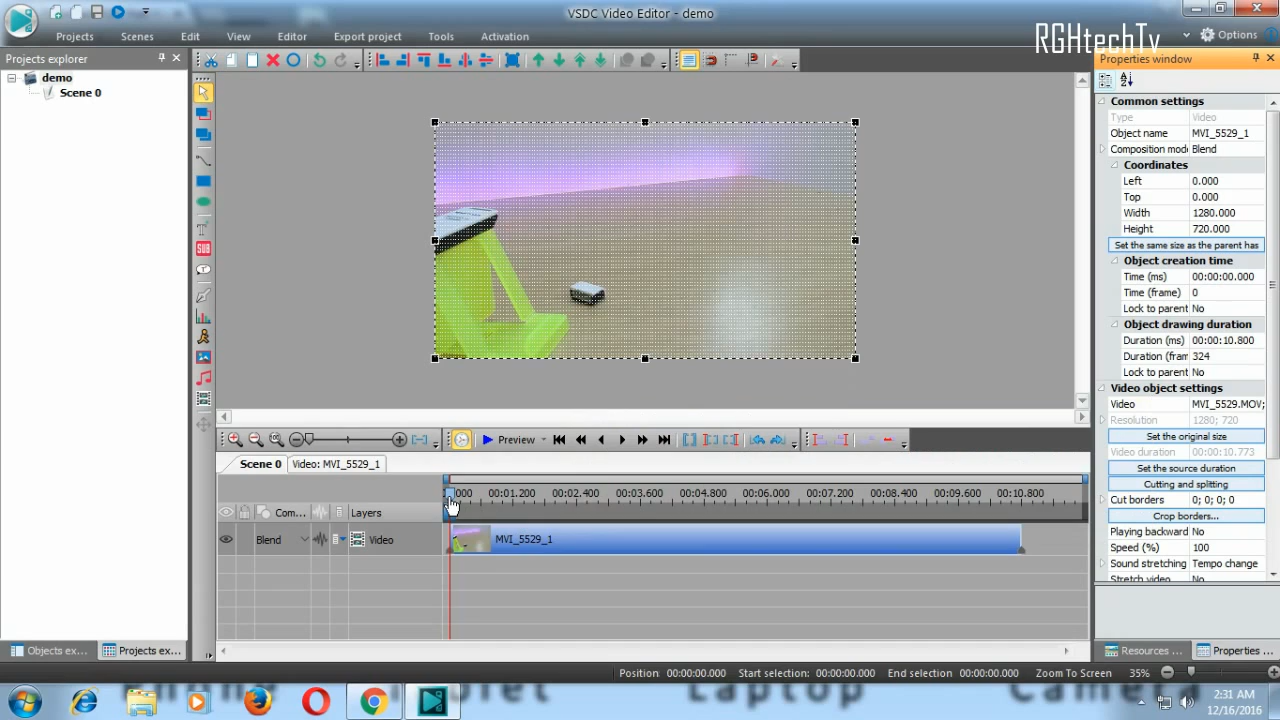 VSDC Video Editor - demo
Projects Scenes Edit View Editor Export project Tools Activation
RGHtechTv
Options
Projects explorer
demo
Scene 0
SUB
T
Properties window
Common settings
Type Video
Object name MVI_5529_1
Composition mod Blend
Coordinates
Left 0.000
Top 0.000
Width 1280.000
Height 720.000
Set the same size as the parent has
Object creation time
Time (ms) 00:00:00.000
Time (frame) 0
Lock to parent No
Object drawing duration
Duration (ms) 00:00:10.800
Duration (fram 324
Lock to parent No
Video object settings
Video MVI_5529.MOV;
Resolution 1280; 720
Set the original size
Video duration 00:00:10.773
Set the source duration
Cutting and splitting
Cut borders 0; 0; 0; 0
Crop borders...
Playing backward No
Speed (%) 100
Sound stretching Tempo change
Stretch video No
Preview
Scene 0 Video: MVI_5529_1
000 00:01.200 00:02.400 00:03.600 00:04.800 00:06.000 00:07.200 00:08.400 00:09.600 00:10.800
Com... Layers
Blend Video MVI_5529_1
Objects ex... Projects ex...
Resources ... Properties ...
Position: 00:00:00.000 Start selection: 00:00:00.000 End selection: 00:00:00.000 Zoom To Screen 35%
Laptop
2:31 AM
12/16/2016